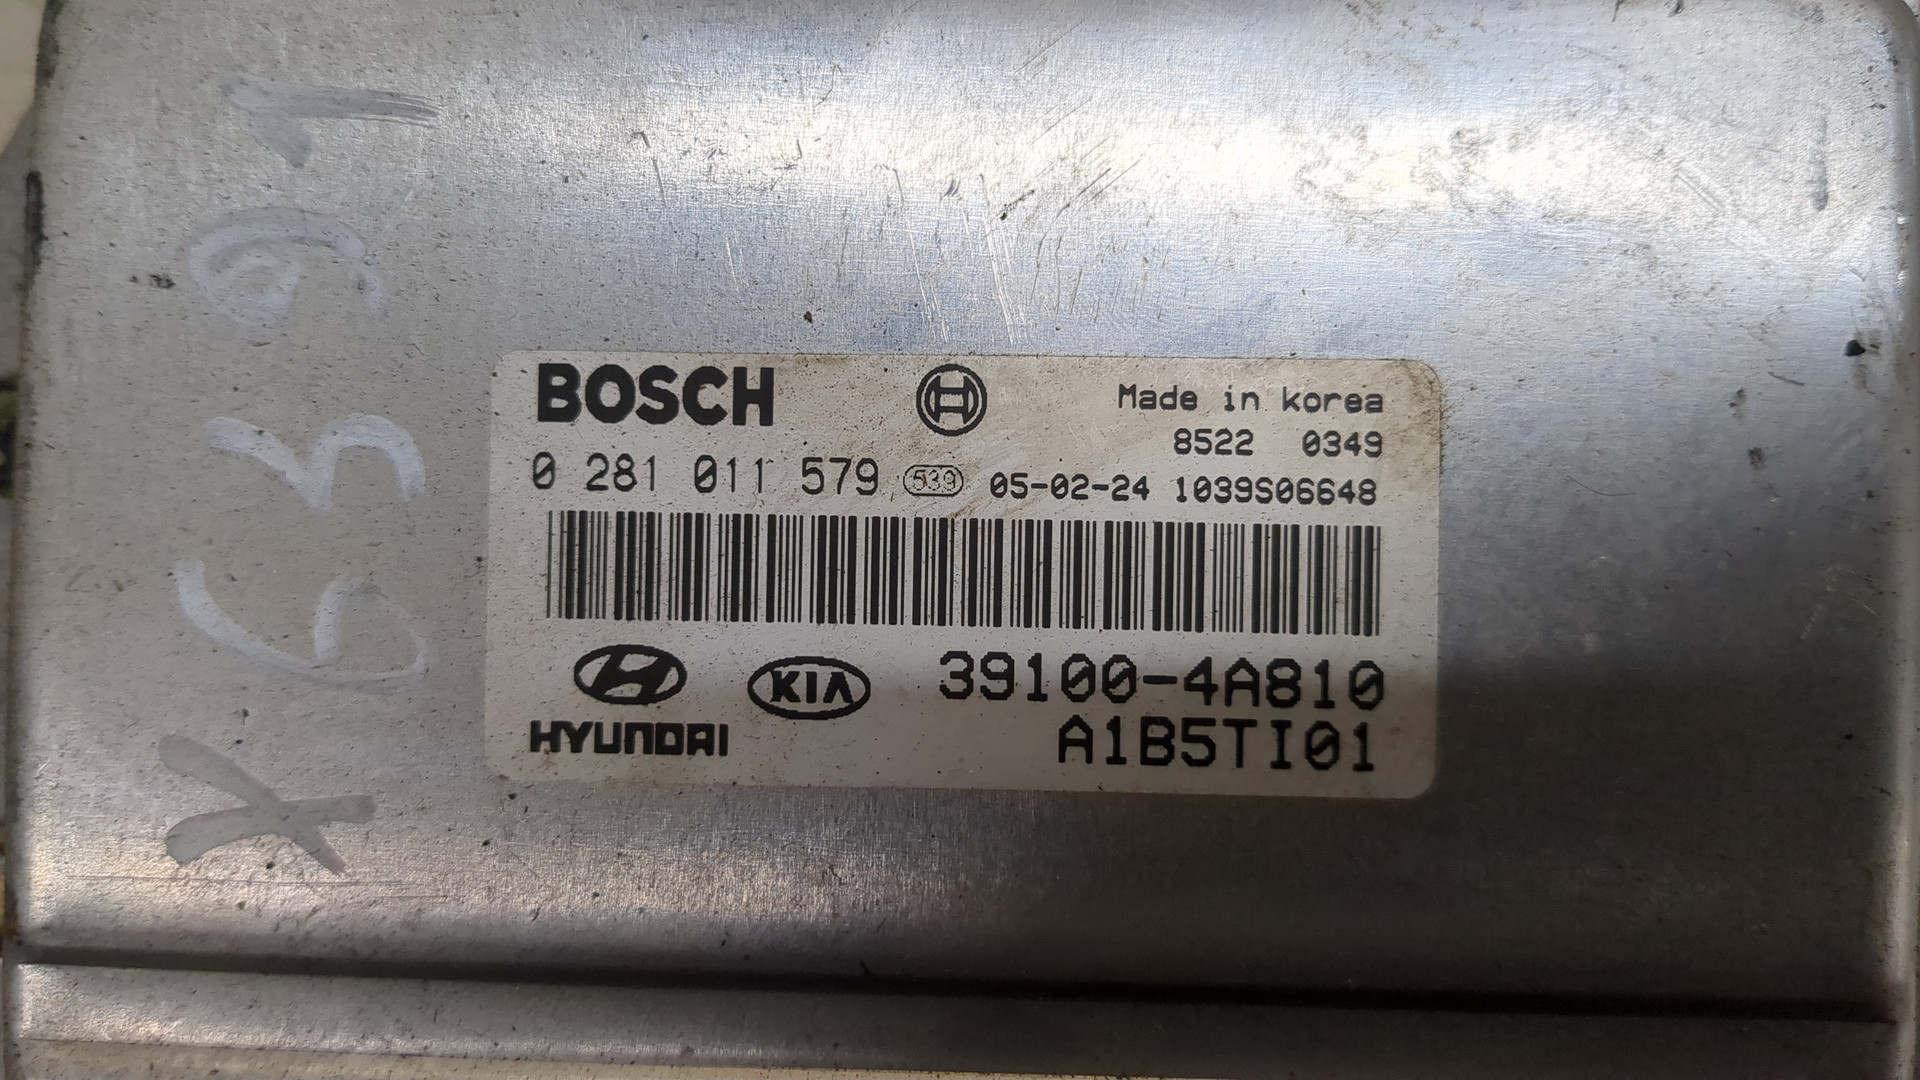 BOSCH
Made in korea
8522 0349
0 281 011 579 539 05-02-24 1039S06648
KIA 39100-4A810
HYUNDAI A1B5TI01